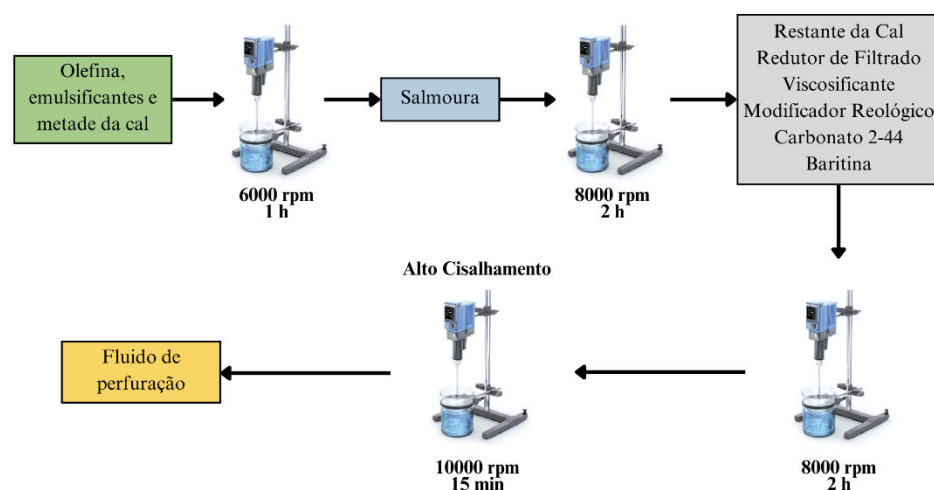 Olefina,
emulsificantes e
metade da cal
6000 rpm
1 h
Salmoura
8000 rpm
2 h
Restante da Cal
Redutor de Filtrado
Viscosificante
Modificador Reológico
Carbonato 2-44
Baritina
8000 rpm
2 h
Alto Cisalhamento
10000 rpm
15 min
Fluido de
perfuração